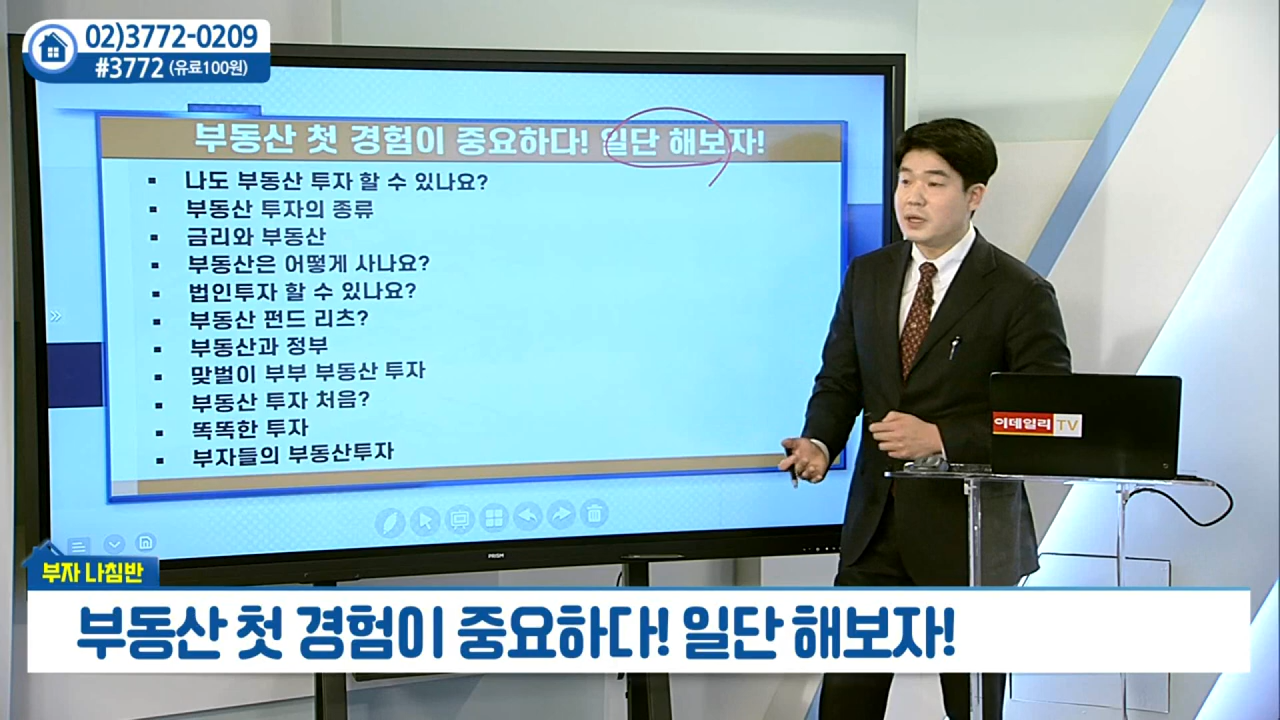 02)3772-0209
#3772 (유료100원)
부동산 첫 경험이 중요하다! 일단 해보자!
▪ 나도 부동산 투자 할 수 있나요?
▪ 부동산 투자의 종류
▪ 금리와 부동산
▪ 부동산은 어떻게 사나요?
▪ 법인투자 할 수 있나요?
▪ 부동산 펀드 리츠?
▪ 부동산과 정부
▪ 맞벌이 부부 부동산 투자
▪ 부동산 투자 처음?
▪ 똑똑한 투자
▪ 부자들의 부동산투자
이데일리TV
PRISM
부자 나침반
부동산 첫 경험이 중요하다! 일단 해보자!